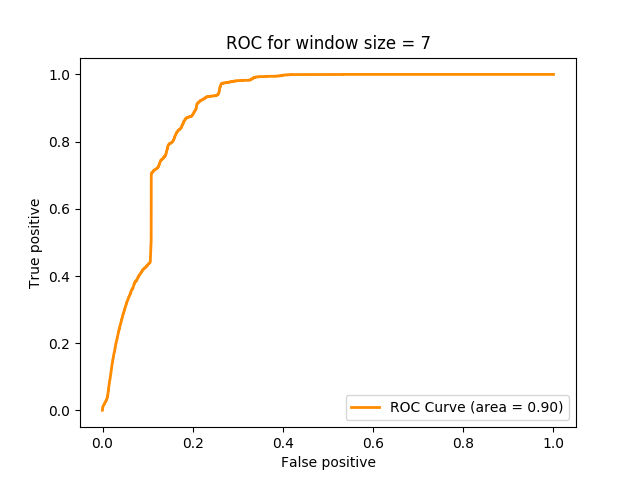 ROC for window size = 7
1.0
0.8
0.6
0.4
0.2
0.0
True positive
ROC Curve (area = 0.90)
0.0 0.2 0.4 0.6 0.8 1.0
False positive